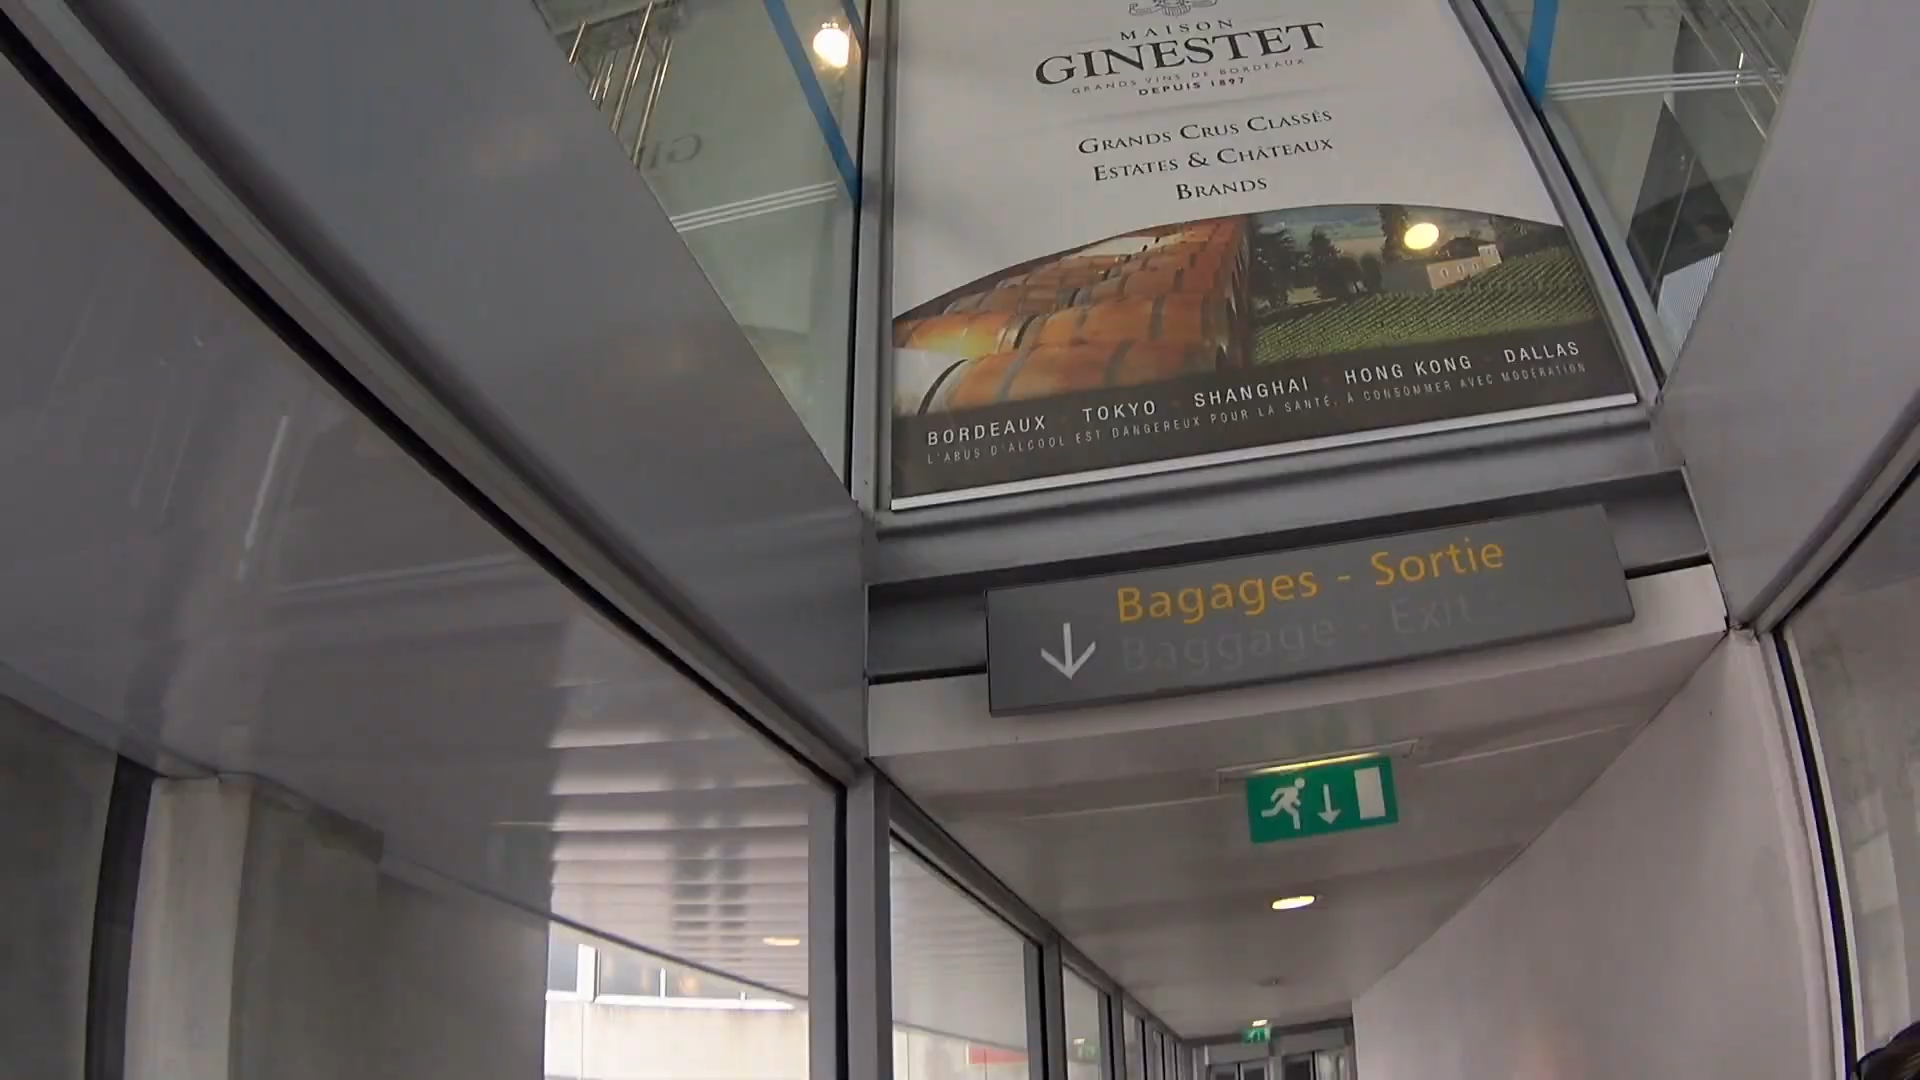 MAISON
GINESTET
GRANDS VINS DE BORDEAUX
DEPUIS 1897
GRANDS CRUS CLASSÉS
ESTATES & CHÂTEAUX
BRANDS
BORDEAUX TOKYO SHANGHAI HONG KONG DALLAS
L'ABUS D'ALCOOL EST DANGEREUX POUR LA SANTÉ, A CONSOMMER AVEC MODÉRATION
Bagages - Sortie
Baggage - Exit